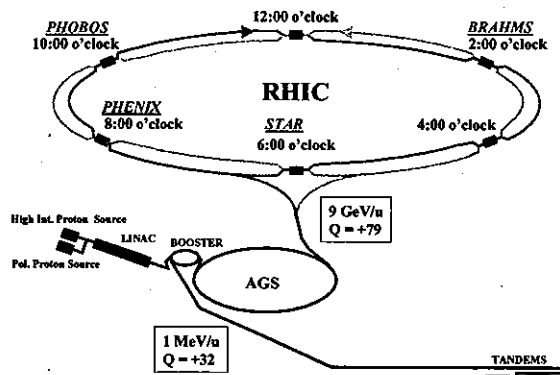 PHOBOS
10:00 o'clock
12:00 o'clock
BRAHMS
2:00 o'clock
RHIC
PHENIX
8:00 o'clock
STAR
6:00 o'clock
4:00 o'clock
9 GeV/u
Q = +79
High Int. Proton Source
LINAC
BOOSTER
Pol. Proton Source
AGS
1 MeV/u
Q = +32
TANDEMS